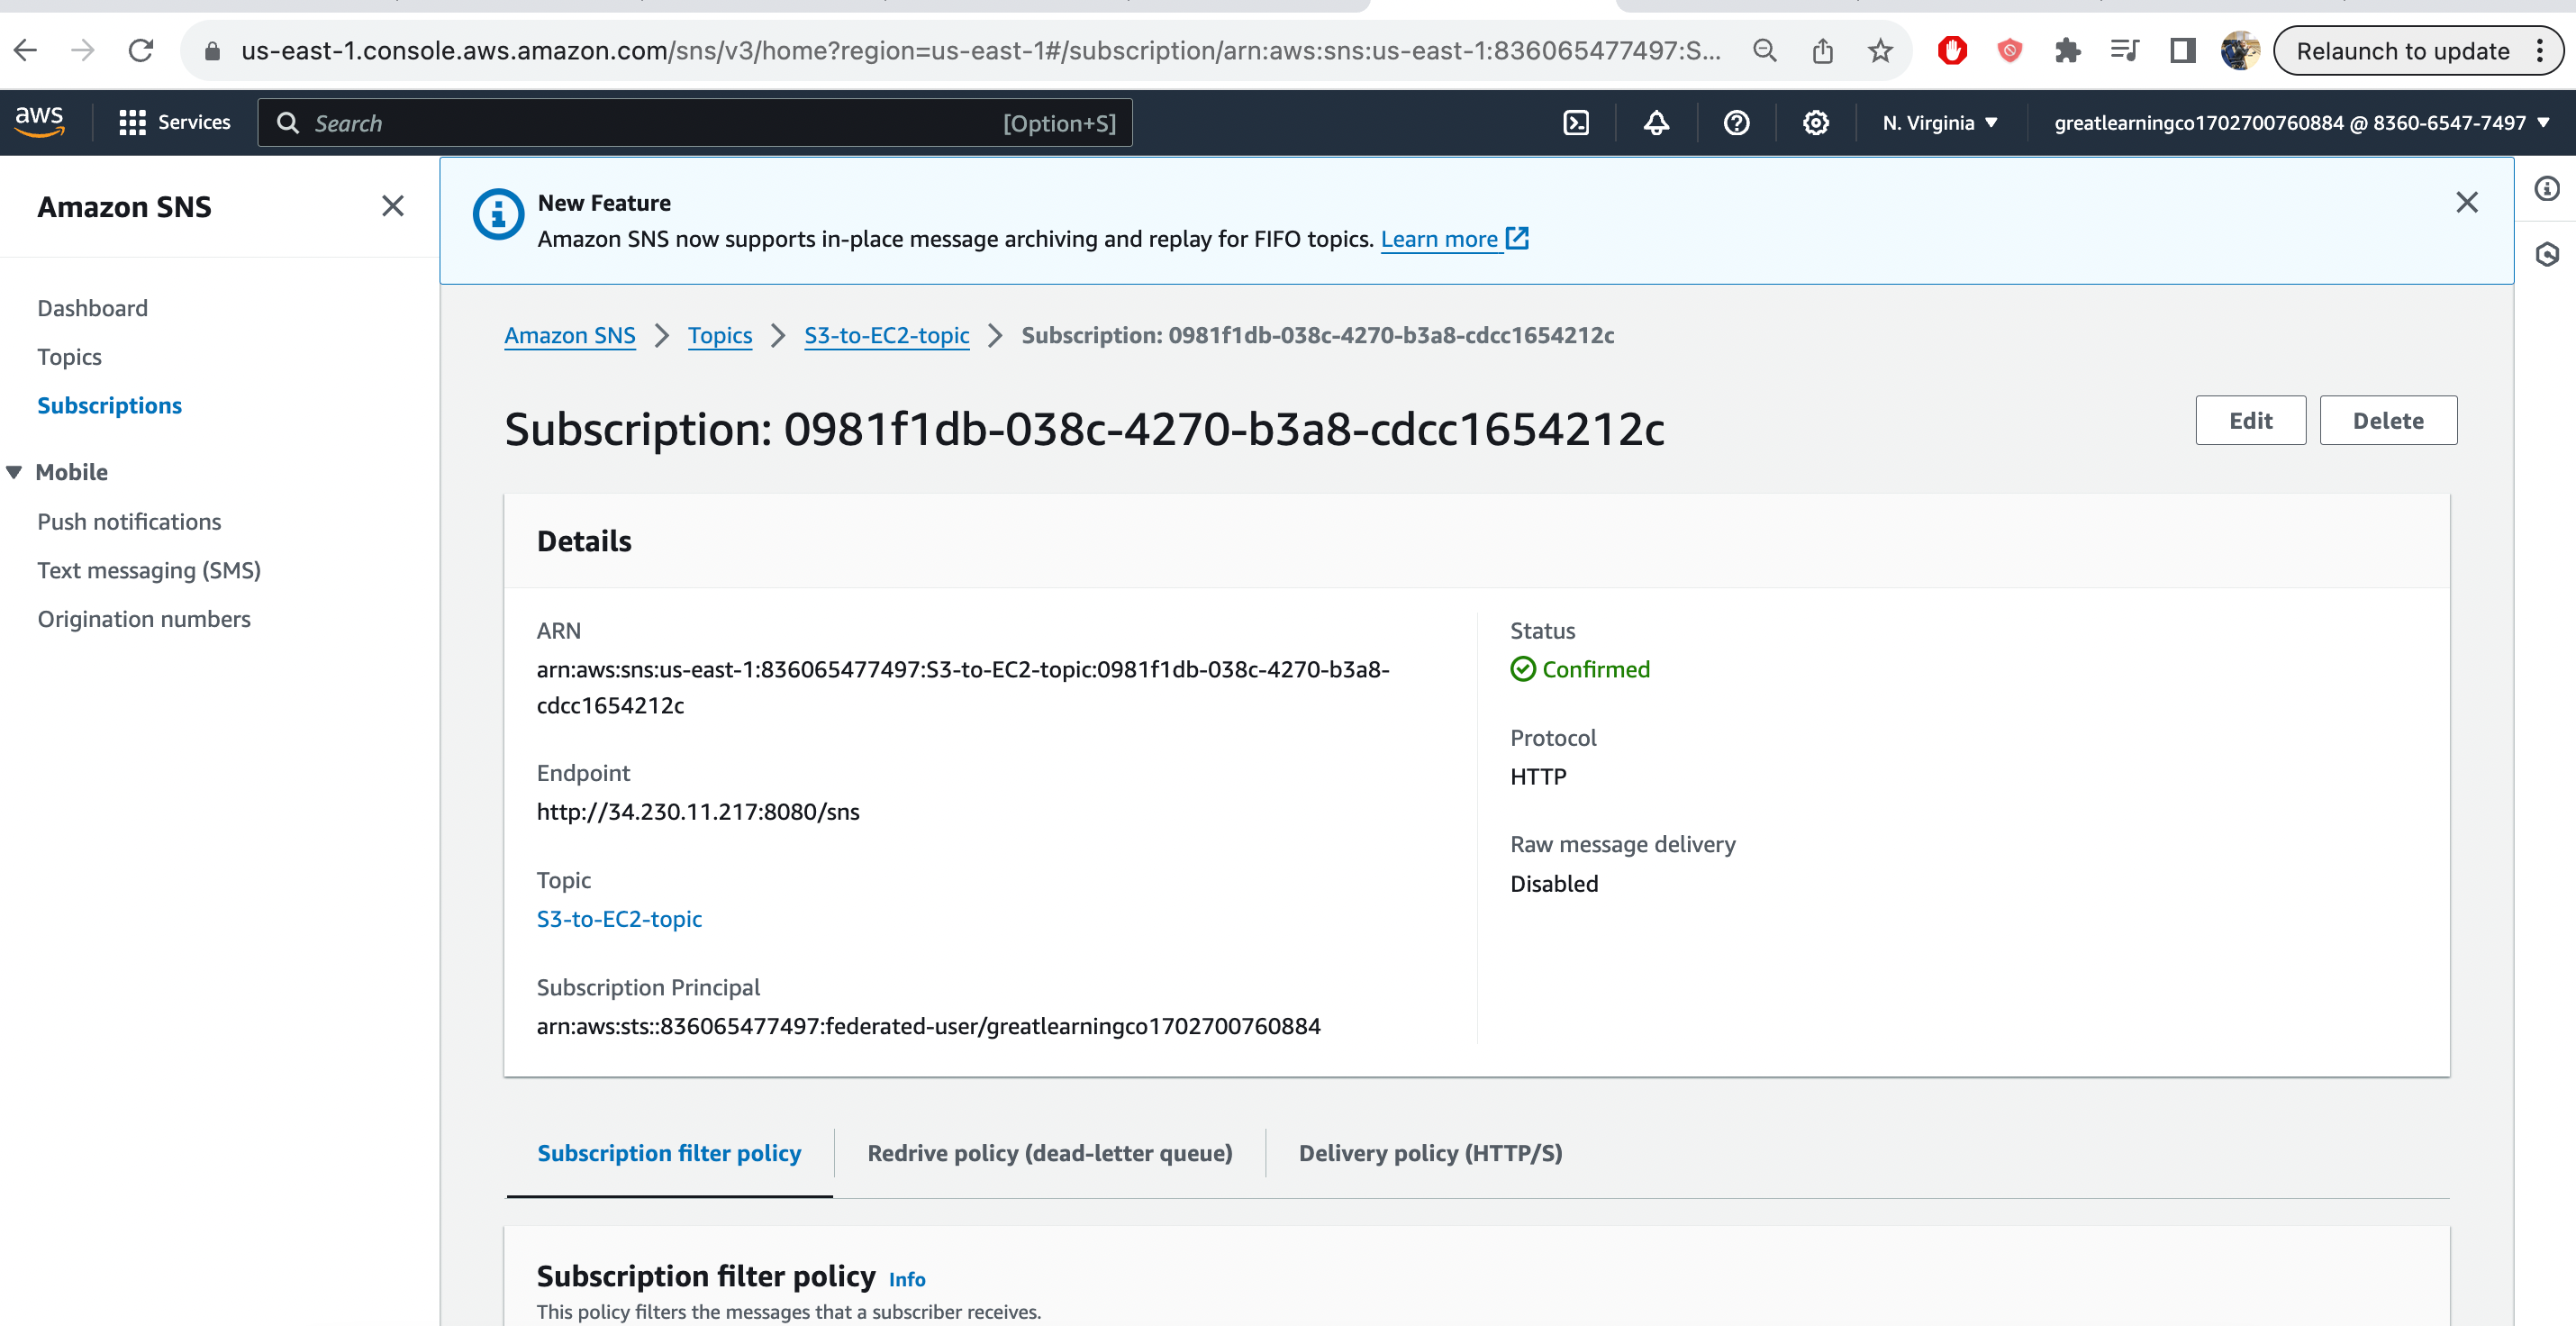 us-east-1.console.aws.amazon.com/sns/v3/home?region=us-east-1#/subscription/arn:aws:sns:us-east-1:836065477497:S...
Relaunch to update
aws
Services
Search
[Option+S]
N. Virginia
greatlearningco1702700760884 @ 8360-6547-7497
Amazon SNS
Dashboard
Topics
Subscriptions
Mobile
Push notifications
Text messaging (SMS)
Origination numbers
New Feature
Amazon SNS now supports in-place message archiving and replay for FIFO topics. Learn more
Amazon SNS > Topics > S3-to-EC2-topic > Subscription: 0981f1db-038c-4270-b3a8-cdcc1654212c
Subscription: 0981f1db-038c-4270-b3a8-cdcc1654212c
Edit
Delete
Details
ARN
arn:aws:sns:us-east-1:836065477497:S3-to-EC2-topic:0981f1db-038c-4270-b3a8-
cdcc1654212c
Endpoint
http://34.230.11.217:8080/sns
Topic
S3-to-EC2-topic
Subscription Principal
arn:aws:sts::836065477497:federated-user/greatlearningco1702700760884
Status
Confirmed
Protocol
HTTP
Raw message delivery
Disabled
Subscription filter policy
Redrive policy (dead-letter queue)
Delivery policy (HTTP/S)
Subscription filter policy Info
This policy filters the messages that a subscriber receives.